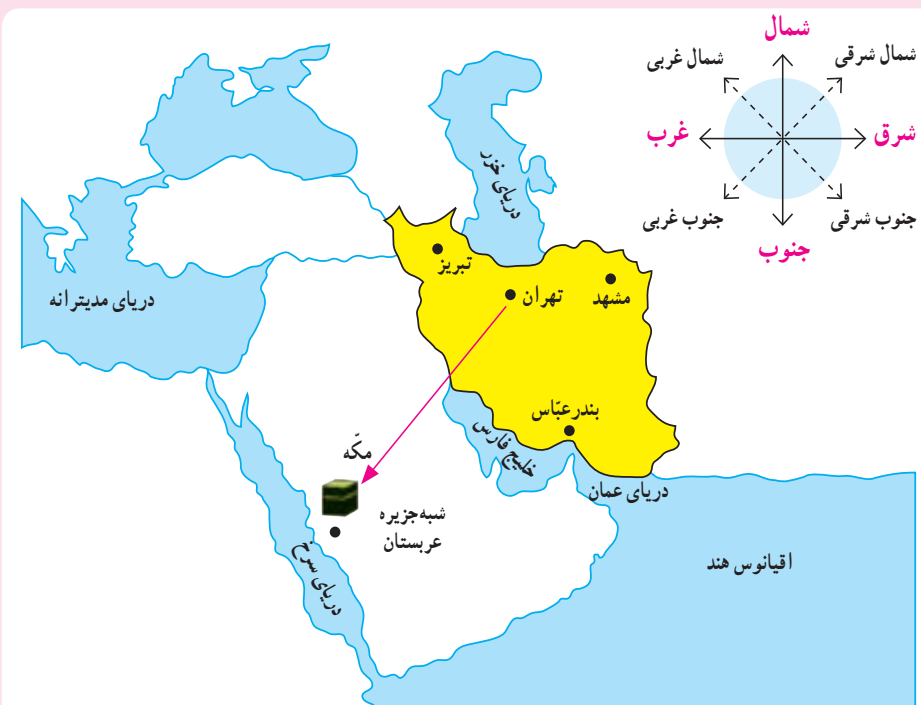 شمال
شمال شرقی
شمال غربی
شرق
غرب
جنوب شرقی
جنوب غربی
جنوب
دریای خزر
تبریز
تهران
مشهد
دریای مدیترانه
بندرعبّاس
خلیج فارس
مکّه
دریای عمان
شبه‌جزیره
عربستان
دریای سرخ
اقیانوس هند